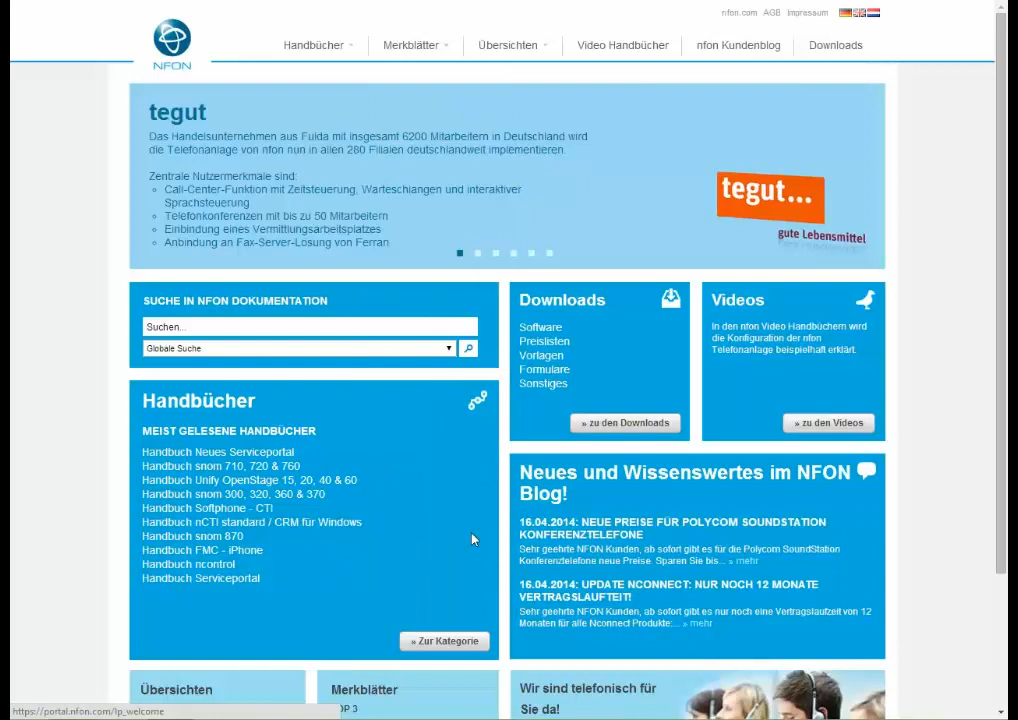 nfon.com AGB Impressum
NFON
Handbücher Merkblätter Übersichten Video Handbücher nfon Kundenblog Downloads
tegut
Das Handelsunternehmen aus Fulda mit insgesamt 6200 Mitarbeitern in Deutschland wird
die Telefonanlage von nfon nun in allen 280 Filialen deutschlandweit implementieren.
Zentrale Nutzermerkmale sind:
Call-Center-Funktion mit Zeitsteuerung, Warteschlangen und interaktiver
Sprachsteuerung
Telefonkonferenzen mit bis zu 50 Mitarbeitern
Einbindung eines Vermittlungsarbeitsplatzes
Anbindung an Fax-Server-Lösung von Ferrari
tegut...
gute Lebensmittel
SUCHE IN NFON DOKUMENTATION
Suchen...
Globale Suche
Downloads
Software
Preislisten
Vorlagen
Formulare
Sonstiges
» zu den Downloads
Videos
In den nfon Video Handbüchern wird
die Konfiguration der nfon
Telefonanlage beispielhaft erklärt.
» zu den Videos
Handbücher
MEIST GELESENE HANDBÜCHER
Handbuch Neues Serviceportal
Handbuch snom 710, 720 & 760
Handbuch Unify OpenStage 15, 20, 40 & 60
Handbuch snom 300, 320, 360 & 370
Handbuch Softphone - CTI
Handbuch nCTI standard / CRM für Windows
Handbuch snom 870
Handbuch FMC - iPhone
Handbuch ncontrol
Handbuch Serviceportal
» Zur Kategorie
Neues und Wissenswertes im NFON
Blog!
16.04.2014: NEUE PREISE FÜR POLYCOM SOUNDSTATION
KONFERENZTELEFONE
Sehr geehrte NFON Kunden, ab sofort gibt es für die Polycom SoundStation
Konferenztelefone neue Preise. Sparen Sie bis... » mehr
16.04.2014: UPDATE NCONNECT: NUR NOCH 12 MONATE
VERTRAGSLAUFTEIT!
Sehr geehrte NFON Kunden, ab sofort gibt es nur noch eine Vertragslaufzeit von 12
Monaten für alle Nconnect Produkte:... » mehr
Übersichten
Merkblätter
OP 3
Wir sind telefonisch für
Sie da!
https://portal.nfon.com/lp_welcome